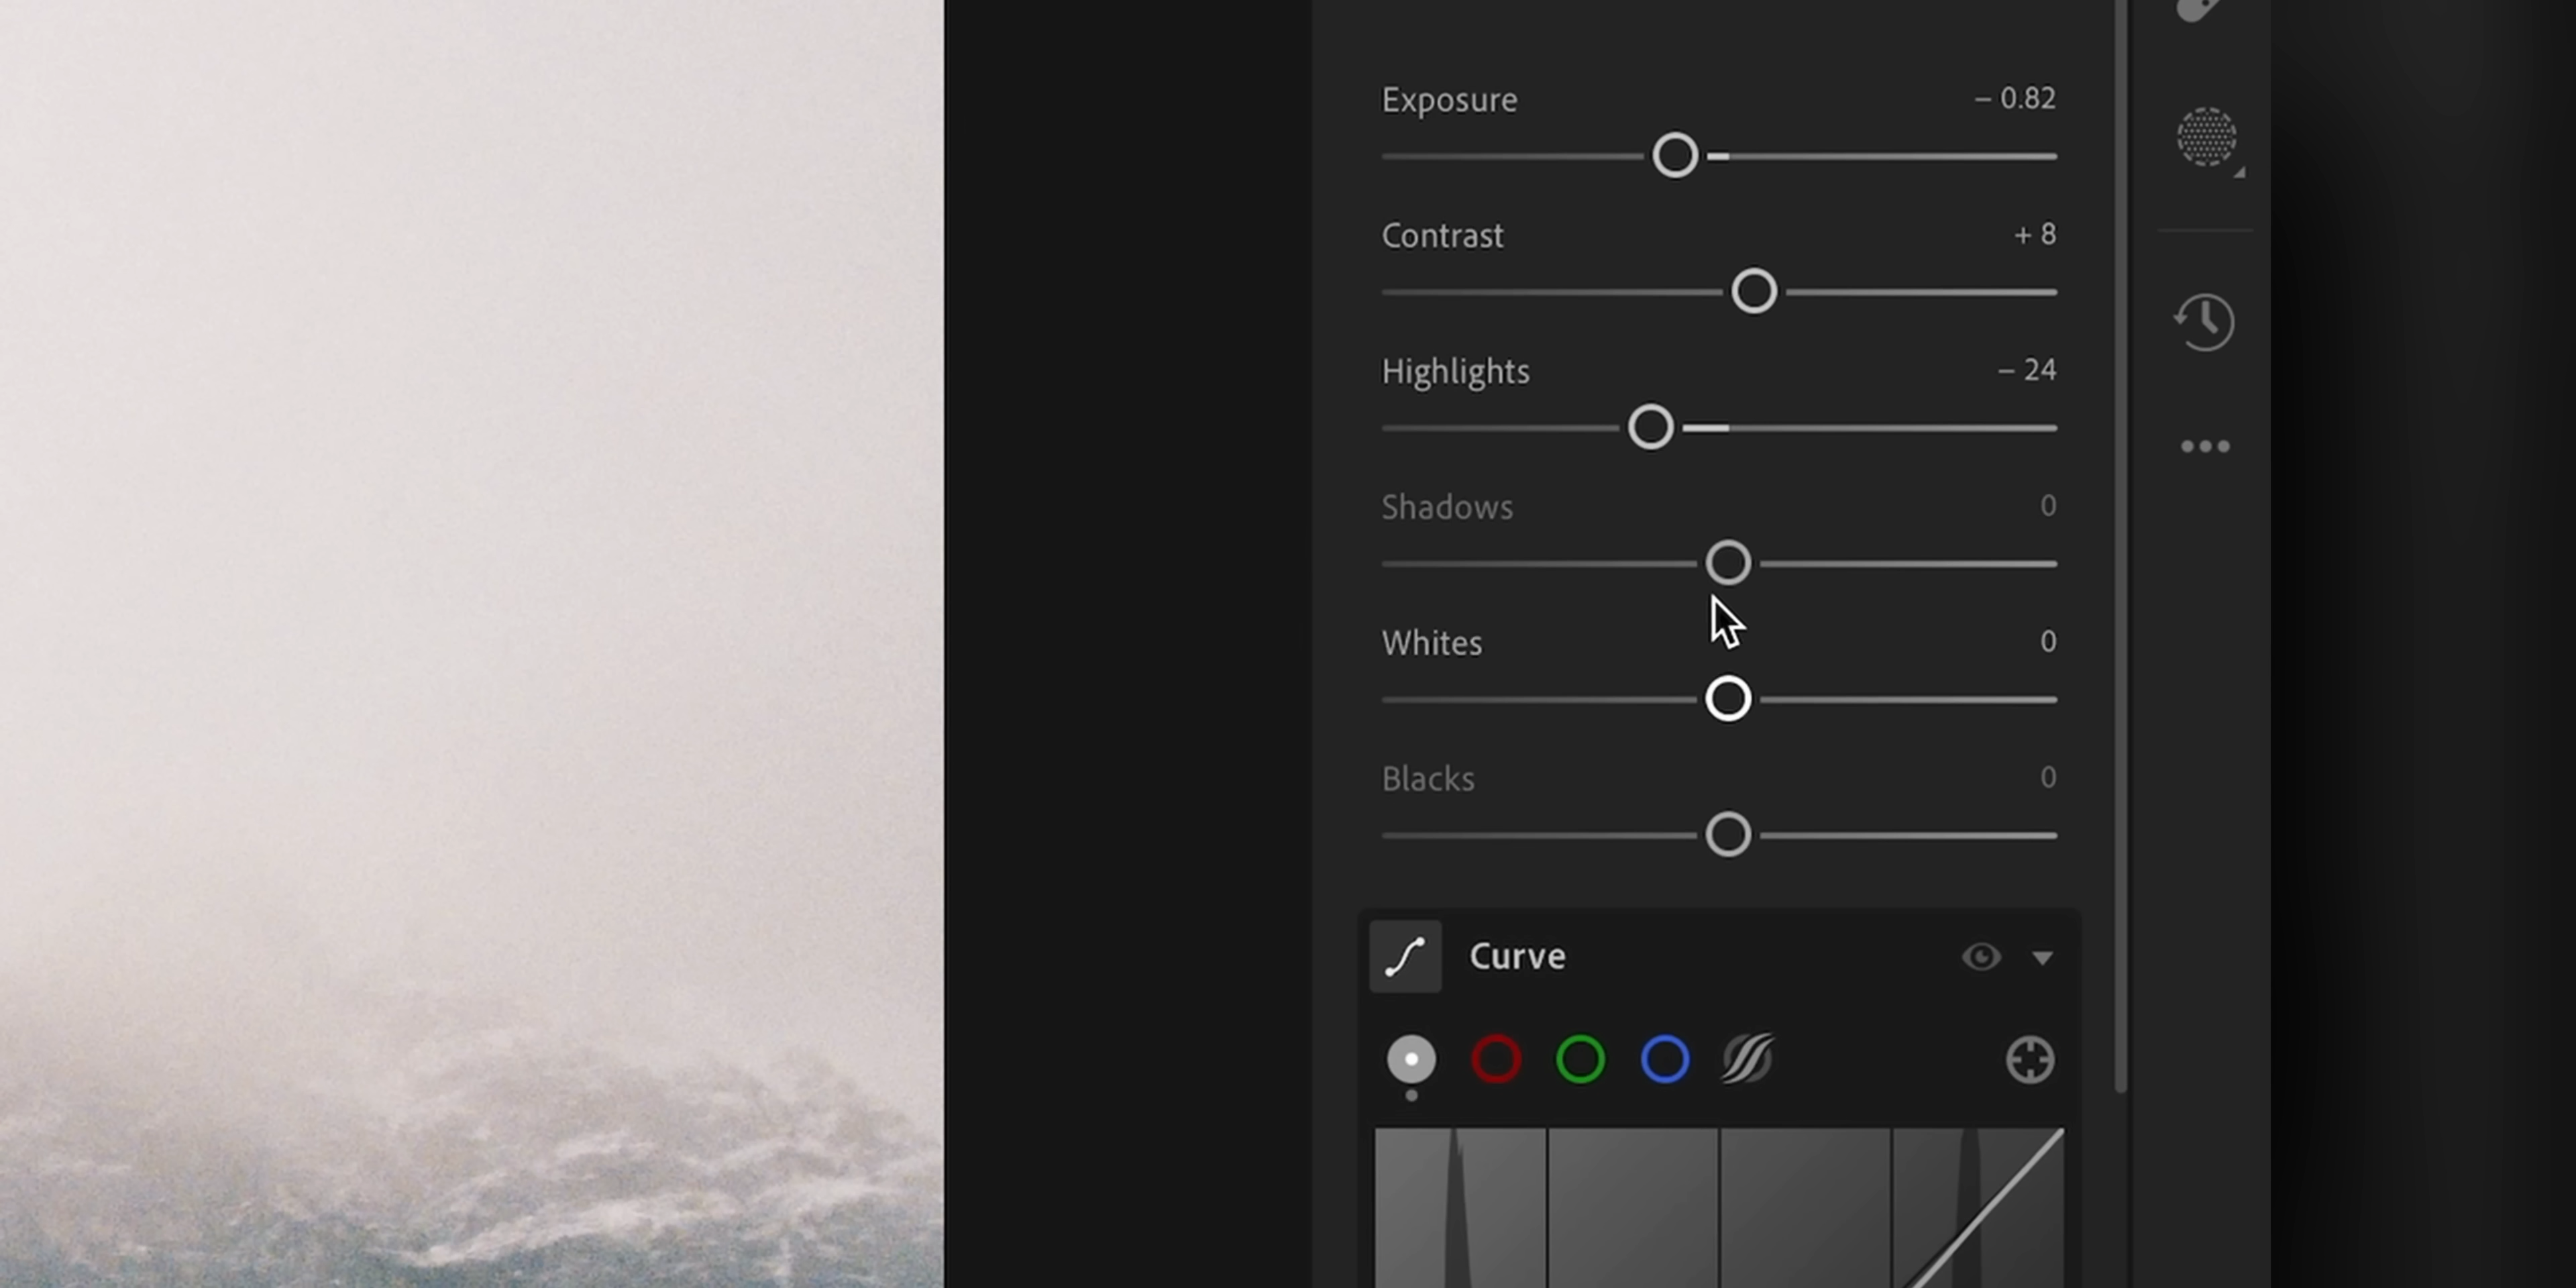 Exposure – 0.82
Contrast + 8
Highlights – 24
Shadows 0
Whites 0
Blacks 0
Curve